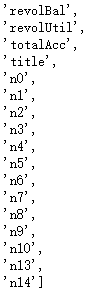 'revolBal',
'revolUtil',
'totalAcc',
'title',
'n0',
'n1',
'n2',
'n3',
'n4',
'n5',
'n6',
'n7',
'n8',
'n9',
'n10',
'n13',
'n14']